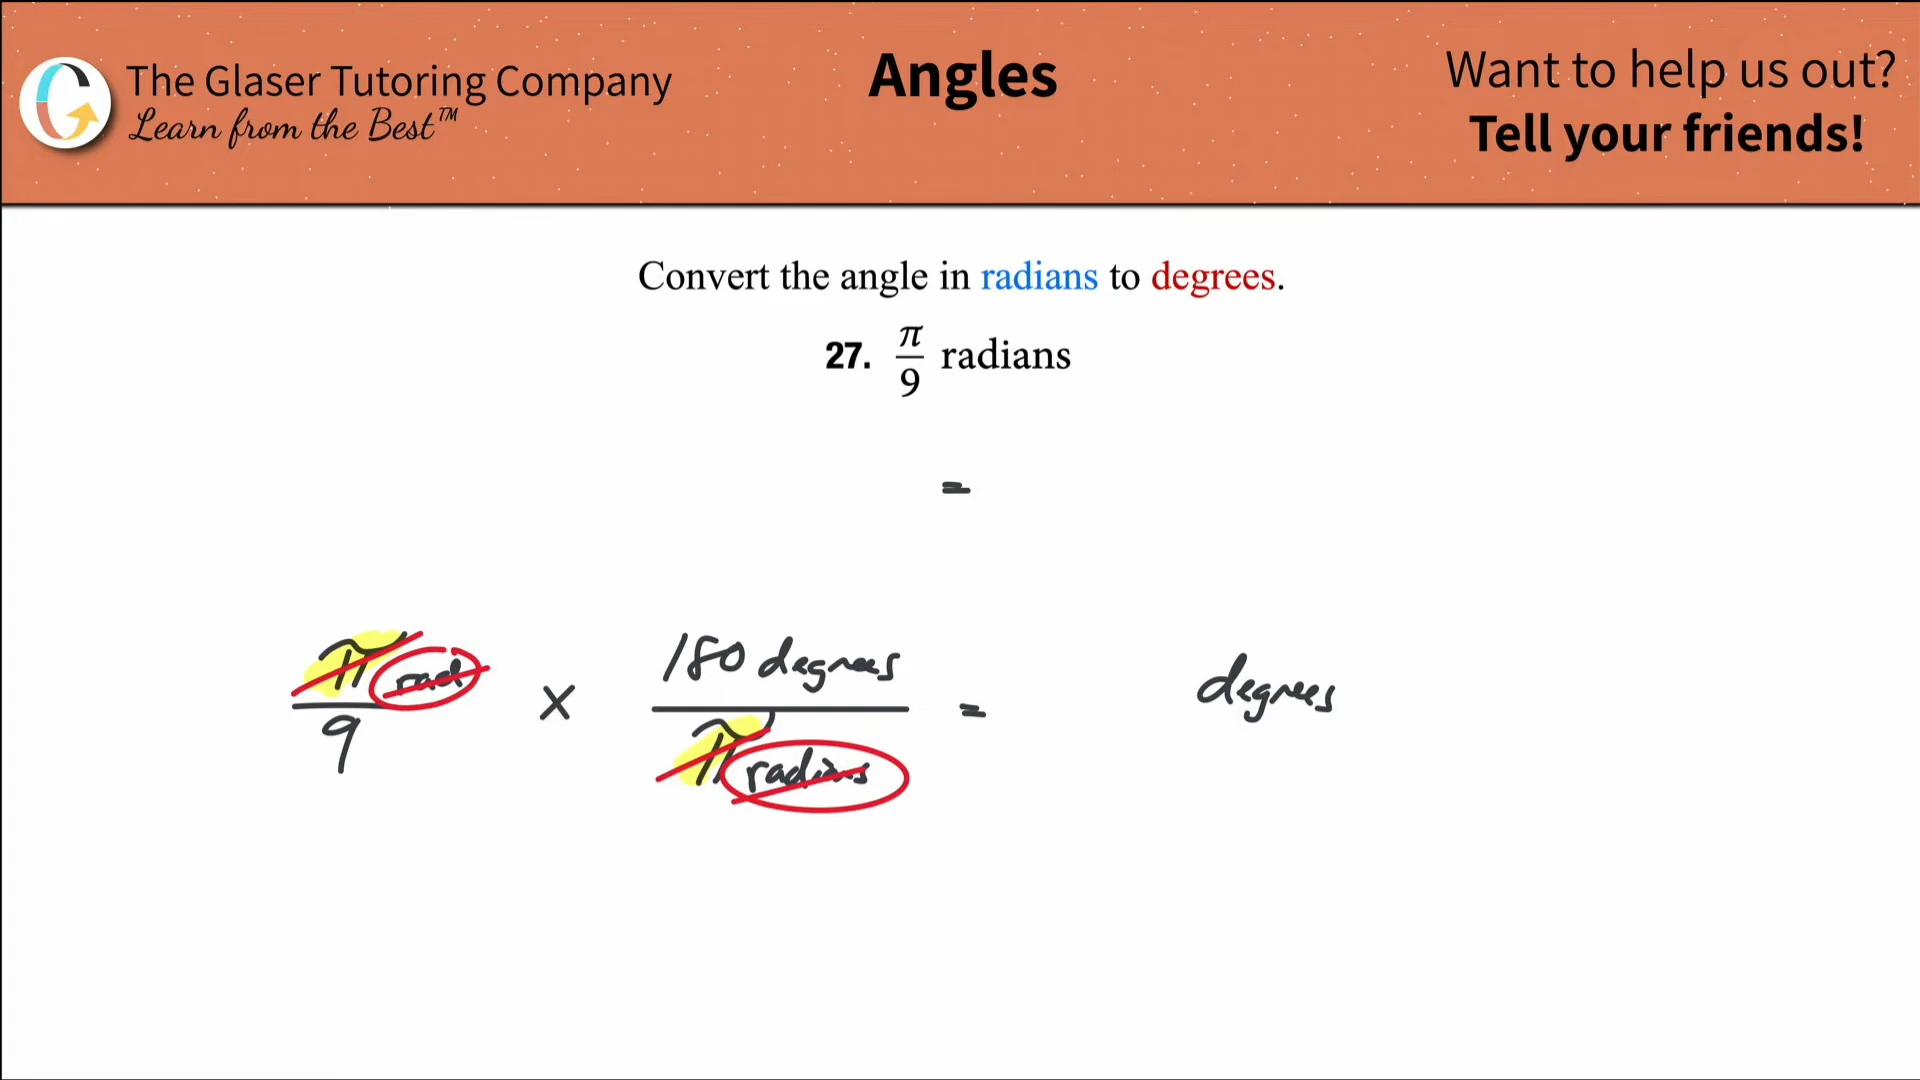 The Glaser Tutoring Company
Learn from the Best™
Angles
Want to help us out?
Tell your friends!
Convert the angle in radians to degrees.
27. π/9 radians
=
π rad / 9 × 180 degrees / π radians = degrees